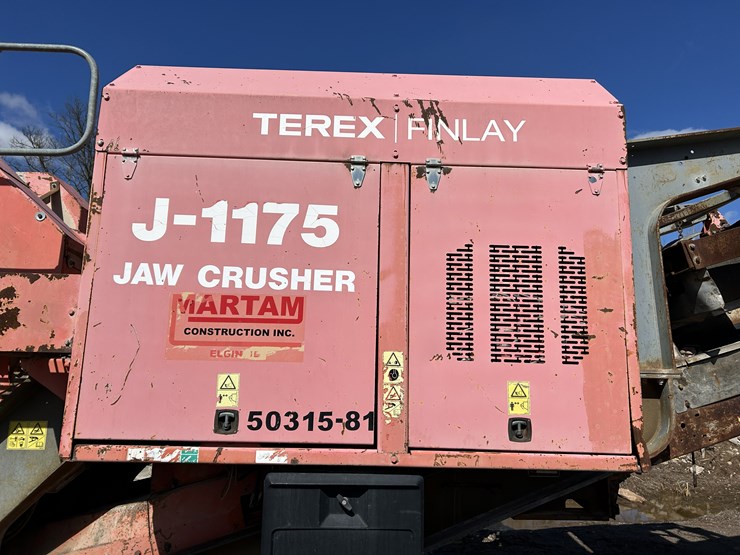 TEREX | FINLAY
J-1175
JAW CRUSHER
MARTAM
CONSTRUCTION INC.
ELGIN IL
50315-81